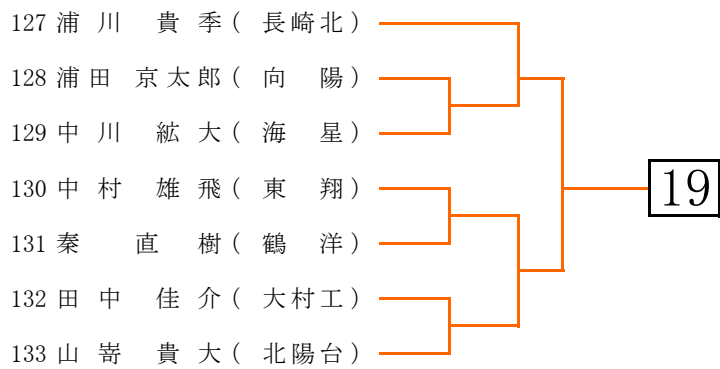 127 浦川 貴季(長崎北)
128 浦田 京太郎(向陽)
129 中川 紘大(海星)
130 中村 雄飛(東翔)
19
131 秦 直樹(鶴洋)
132 田中 佳介(大村工)
133 山嵜 貴大(北陽台)